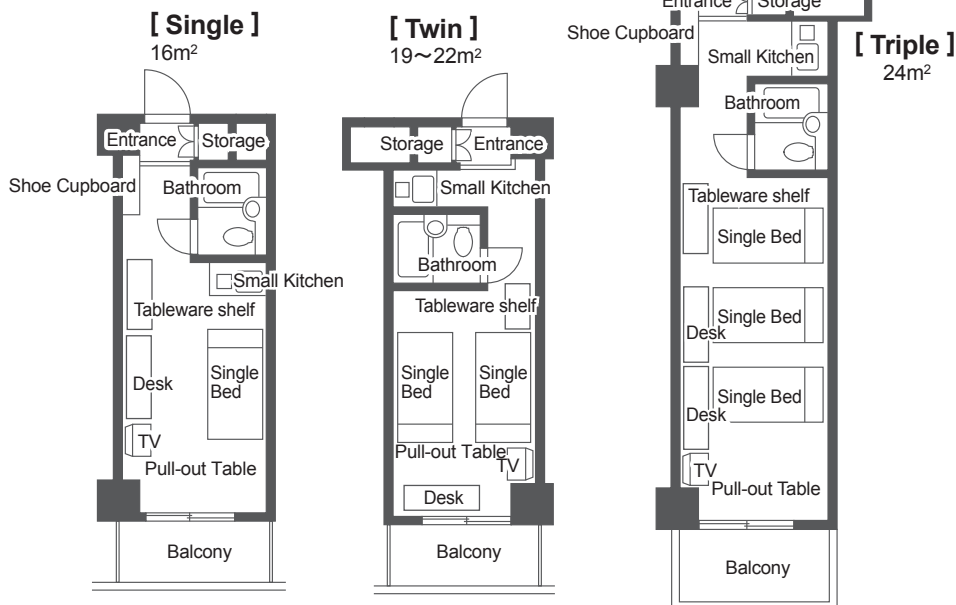 [ Single ]
16m²
Entrance
Storage
Shoe Cupboard
Bathroom
Small Kitchen
Tableware shelf
Desk
Single
Bed
TV
Pull-out Table
Balcony
[ Twin ]
19～22m²
Storage
Entrance
Small Kitchen
Bathroom
Tableware shelf
Single
Bed
Single
Bed
Pull-out Table
TV
Desk
Balcony
[ Triple ]
24m²
Entrance
Storage
Shoe Cupboard
Small Kitchen
Bathroom
Tableware shelf
Single Bed
Single Bed
Desk
Single Bed
Desk
TV
Pull-out Table
Balcony